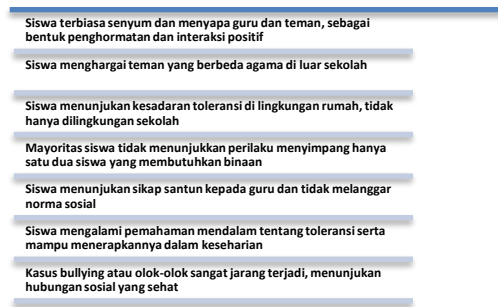 Siswa terbiasa senyum dan menyapa guru dan teman, sebagai
bentuk penghormatan dan interaksi positif
Siswa menghargai teman yang berbeda agama di luar sekolah
Siswa menunjukan kesadaran toleransi di lingkungan rumah, tidak
hanya dilingkungan sekolah
Mayoritas siswa tidak menunjukkan perilaku menyimpang hanya
satu dua siswa yang membutuhkan binaan
Siswa menunjukan sikap santun kepada guru dan tidak melanggar
norma sosial
Siswa mengalami pemahaman mendalam tentang toleransi serta
mampu menerapkannya dalam keseharian
Kasus bullying atau olok-olok sangat jarang terjadi, menunjukan
hubungan sosial yang sehat